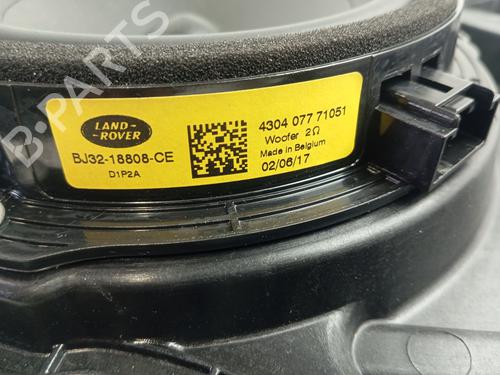 LAND-
ROVER
BJ32-18808-CE
D1P2A
4304 077 71051
Woofer 2Ω
Made in Belgium
02/06/17
B-PARTS